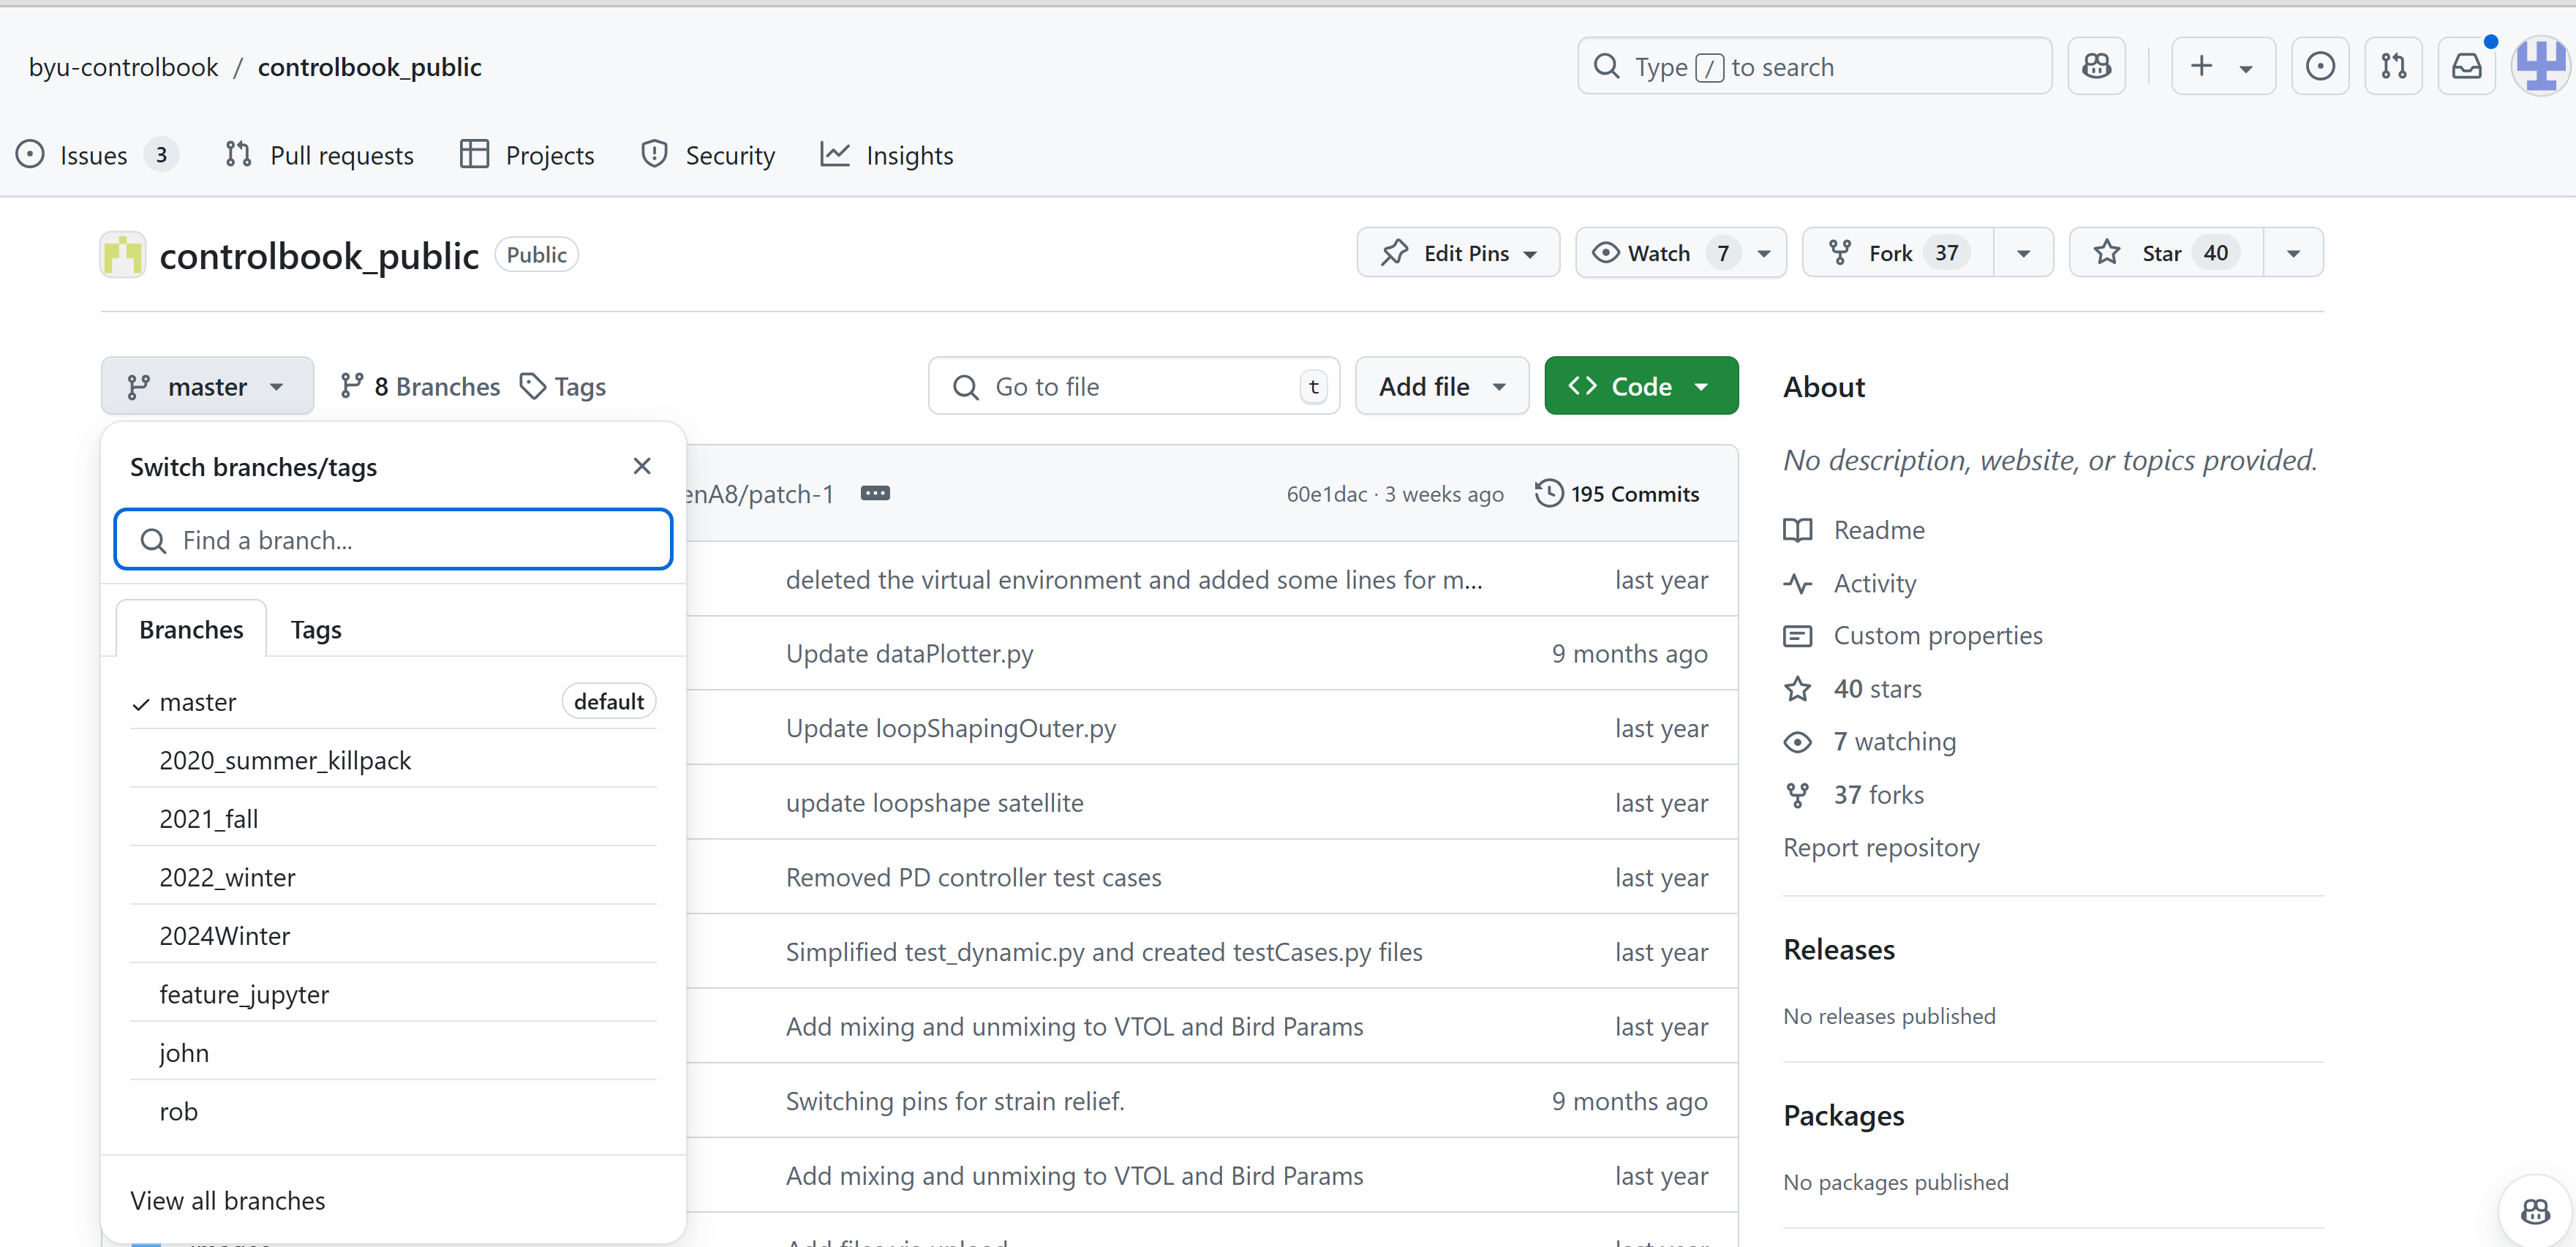 byu-controlbook / controlbook_public
Type / to search
Issues 3 Pull requests Projects Security Insights
controlbook_public Public
Edit Pins Watch 7 Fork 37 Star 40
master 8 Branches Tags
Go to file t Add file Code
Switch branches/tags
Find a branch...
Branches Tags
master default
2020_summer_killpack
2021_fall
2022_winter
2024Winter
feature_jupyter
john
rob
View all branches
enA8/patch-1 60e1dac · 3 weeks ago 195 Commits
deleted the virtual environment and added some lines for m... last year
Update dataPlotter.py 9 months ago
Update loopShapingOuter.py last year
update loopshape satellite last year
Removed PD controller test cases last year
Simplified test_dynamic.py and created testCases.py files last year
Add mixing and unmixing to VTOL and Bird Params last year
Switching pins for strain relief. 9 months ago
Add mixing and unmixing to VTOL and Bird Params last year
Add files via upload last year
About
No description, website, or topics provided.
Readme
Activity
Custom properties
40 stars
7 watching
37 forks
Report repository
Releases
No releases published
Packages
No packages published